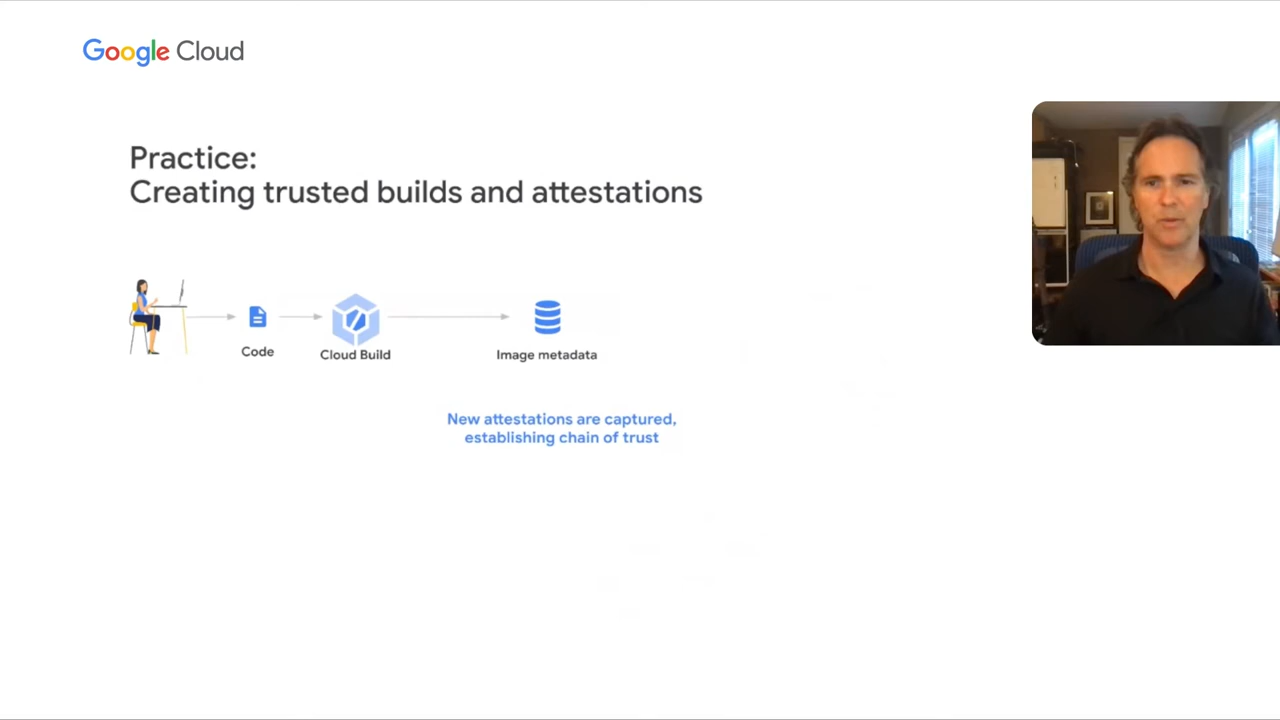 Google Cloud
Practice:
Creating trusted builds and attestations
Code
Cloud Build
Image metadata
New attestations are captured,
establishing chain of trust